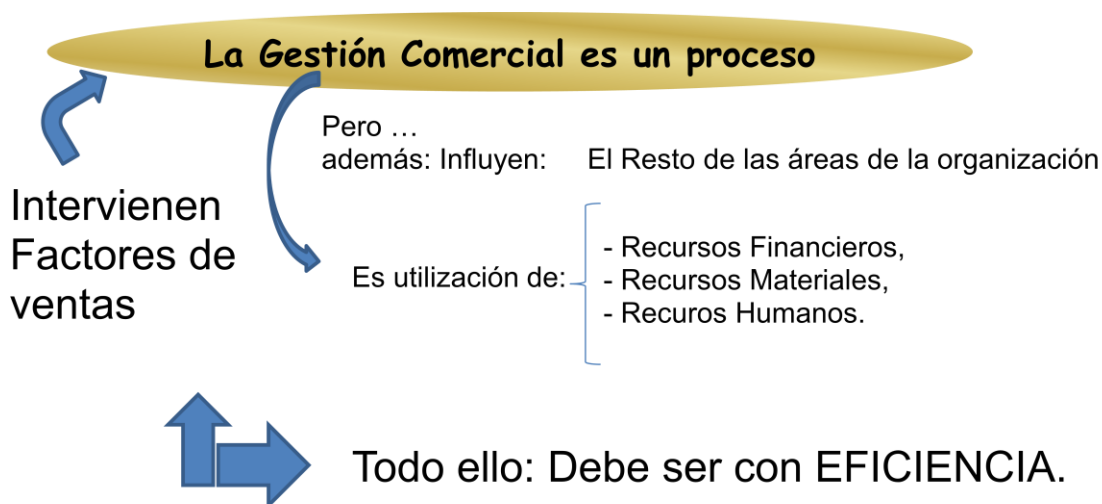 La Gestión Comercial es un proceso
Pero ...
además: Influyen: El Resto de las áreas de la organización
Intervienen
Factores de
ventas
Es utilización de:
- Recursos Financieros,
- Recursos Materiales,
- Recuros Humanos.
Todo ello: Debe ser con EFICIENCIA.